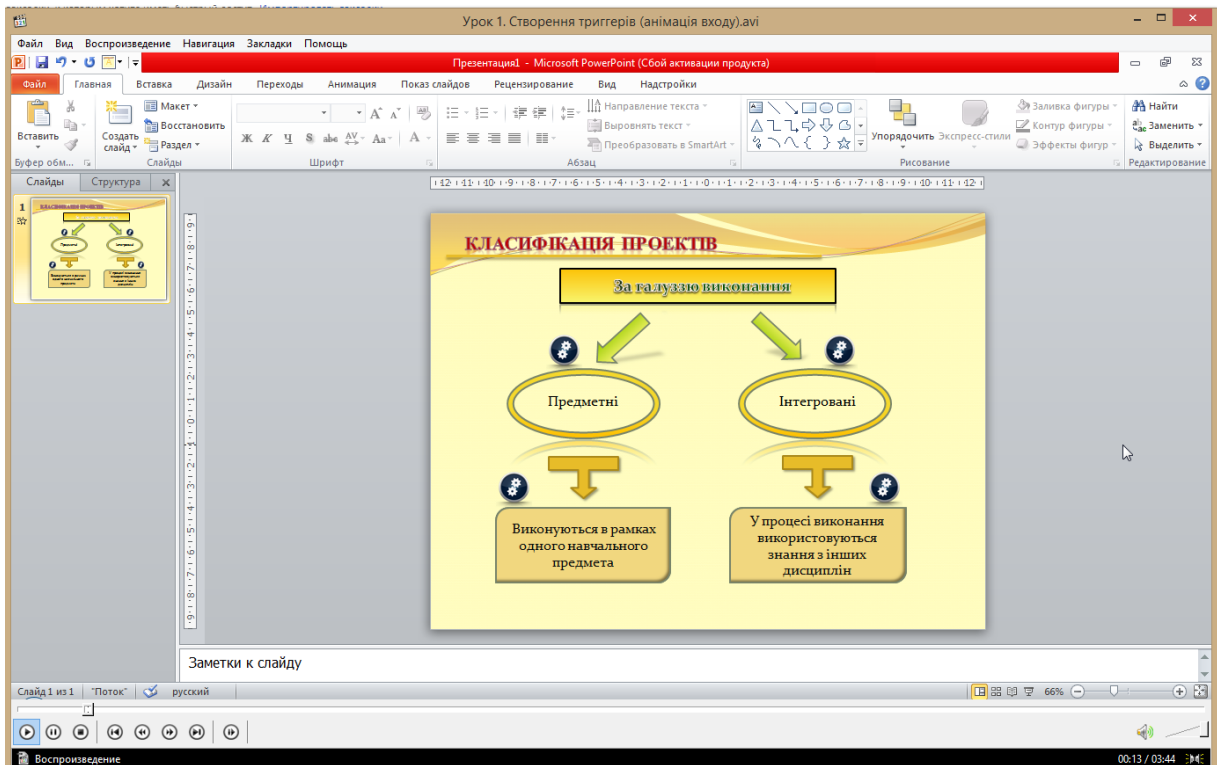 Урок 1. Створення триггерів (анімація входу).avi
Файл Вид Воспроизведение Навигация Закладки Помощь
Презентация1 - Microsoft PowerPoint (Сбой активации продукта)
Файл Главная Вставка Дизайн Переходы Анимация Показ слайдов Рецензирование Вид Надстройки
Вставить
Буфер обм...
Создать слайд
Макет
Восстановить
Раздел
Слайды
Ж К Ч S abc AV Aa A
Шрифт
Направление текста
Выровнять текст
Преобразовать в SmartArt
Абзац
Упорядочить Экспресс-стили
Заливка фигуры
Контур фигуры
Эффекты фигур
Рисование
Найти
Заменить
Выделить
Редактирование
Слайды Структура
1
КЛАСИФІКАЦІЯ ПРОЕКТІВ
За галуззю виконання
Предметні
Інтегровані
Виконуються в рамках
одного навчального
предмета
У процесі виконання
використовуються
знання з інших
дисциплін
Заметки к слайду
Слайд 1 из 1 "Поток" русский 66%
Воспроизведение 00:13 / 03:44